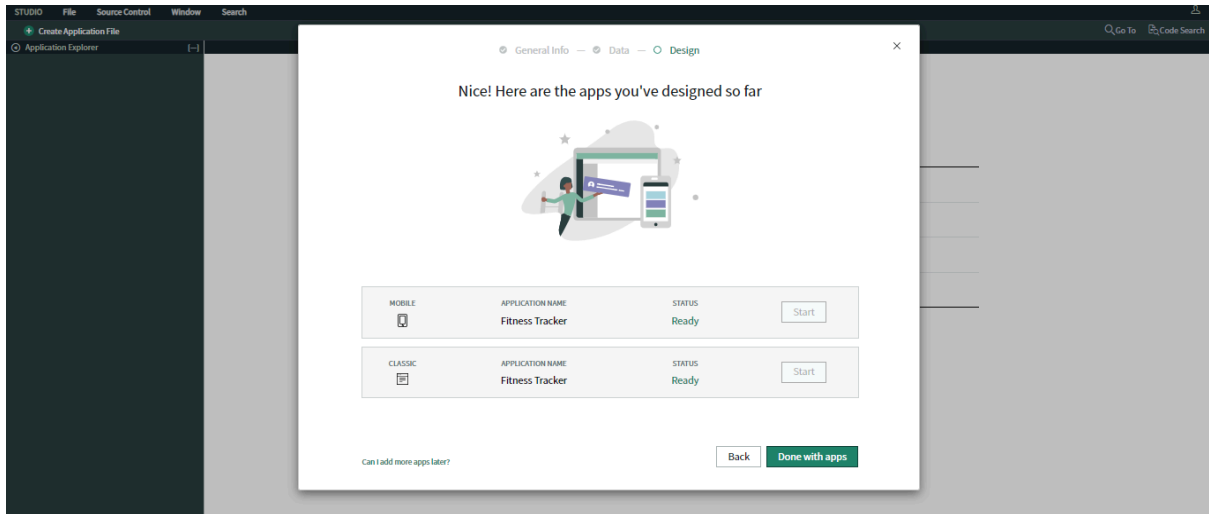 STUDIO File Source Control Window Search
Create Application File
Go To Code Search
Application Explorer
General Info — Data — Design
Nice! Here are the apps you've designed so far
MOBILE APPLICATION NAME STATUS
Fitness Tracker Ready Start
CLASSIC APPLICATION NAME STATUS
Fitness Tracker Ready Start
Can I add more apps later? Back Done with apps